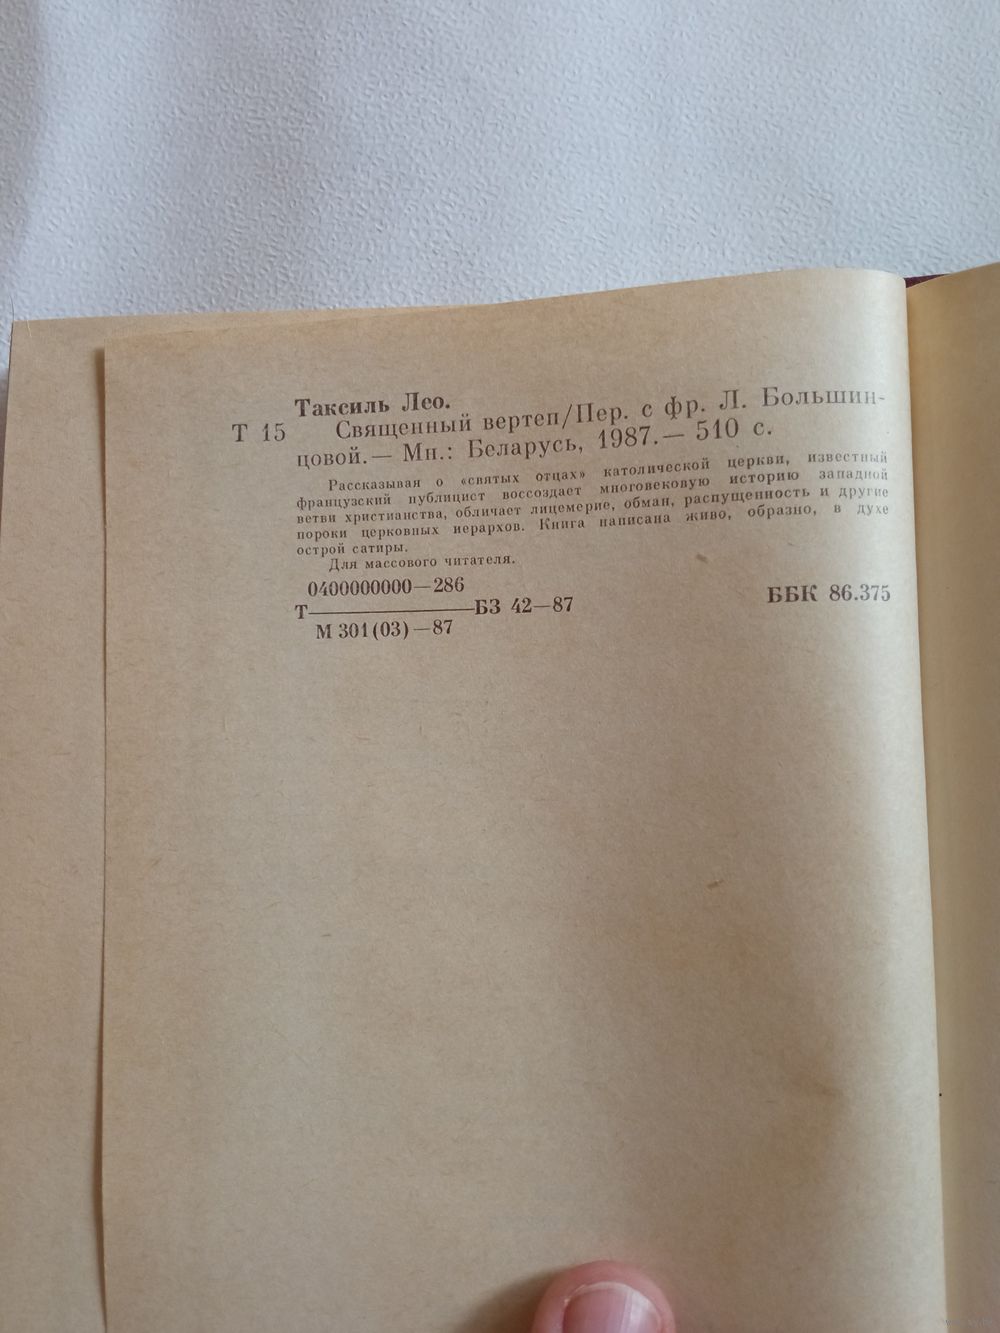 Таксиль Лео.
Т 15 Священный вертеп/Пер. с фр. Л. Большин-
цовой.— Мн.: Беларусь, 1987.— 510 с.
Рассказывая о «святых отцах» католической церкви, известный
французский публицист воссоздает многовековую историю западной
ветви христианства, обличает лицемерие, обман, распущенность и другие
пороки церковных иерархов. Книга написана живо, образно, в духе
острой сатиры.
Для массового читателя.
0400000000—286
Т—БЗ 42—87 ББК 86.375
М 301(03)—87